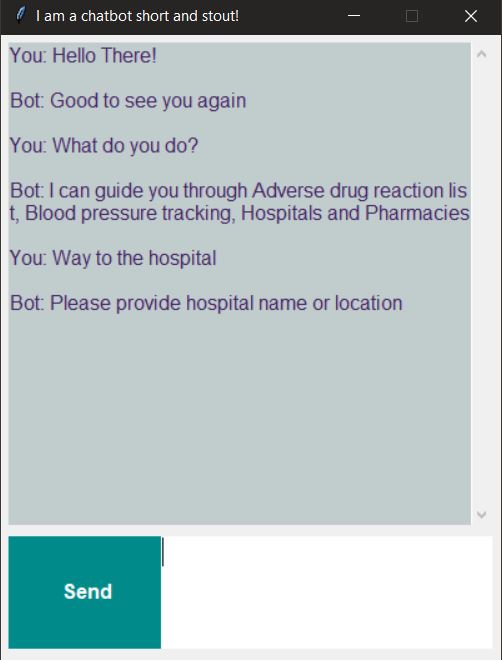 I am a chatbot short and stout!
You: Hello There!
Bot: Good to see you again
You: What do you do?
Bot: I can guide you through Adverse drug reaction lis
t, Blood pressure tracking, Hospitals and Pharmacies
You: Way to the hospital
Bot: Please provide hospital name or location
Send